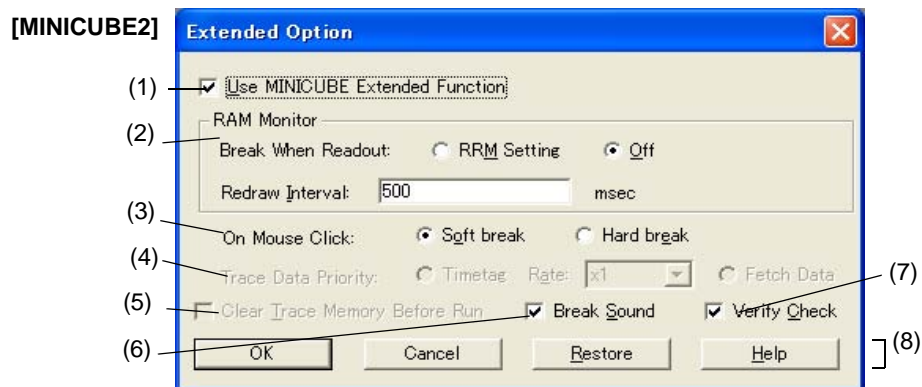 [MINICUBE2]
Extended Option
(1)
Use MINICUBE Extended Function
RAM Monitor
(2)
Break When Readout: RRM Setting Off
Redraw Interval: 500 msec
(3)
On Mouse Click: Soft break Hard break
(4)
Trace Data Priority: Timetag Rate: x1 Fetch Data
(7)
(5)
Clear Trace Memory Before Run Break Sound Verify Check
(6)
OK Cancel Restore Help
(8)